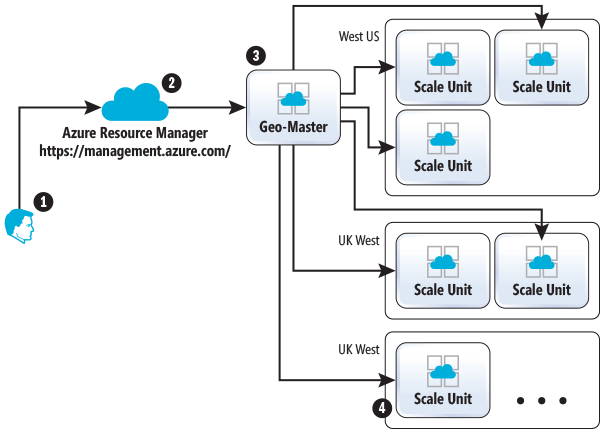 West US
3
2
Scale Unit
Scale Unit
Geo-Master
Azure Resource Manager
https://management.azure.com/
Scale Unit
1
UK West
Scale Unit
Scale Unit
UK West
4
Scale Unit
• • •